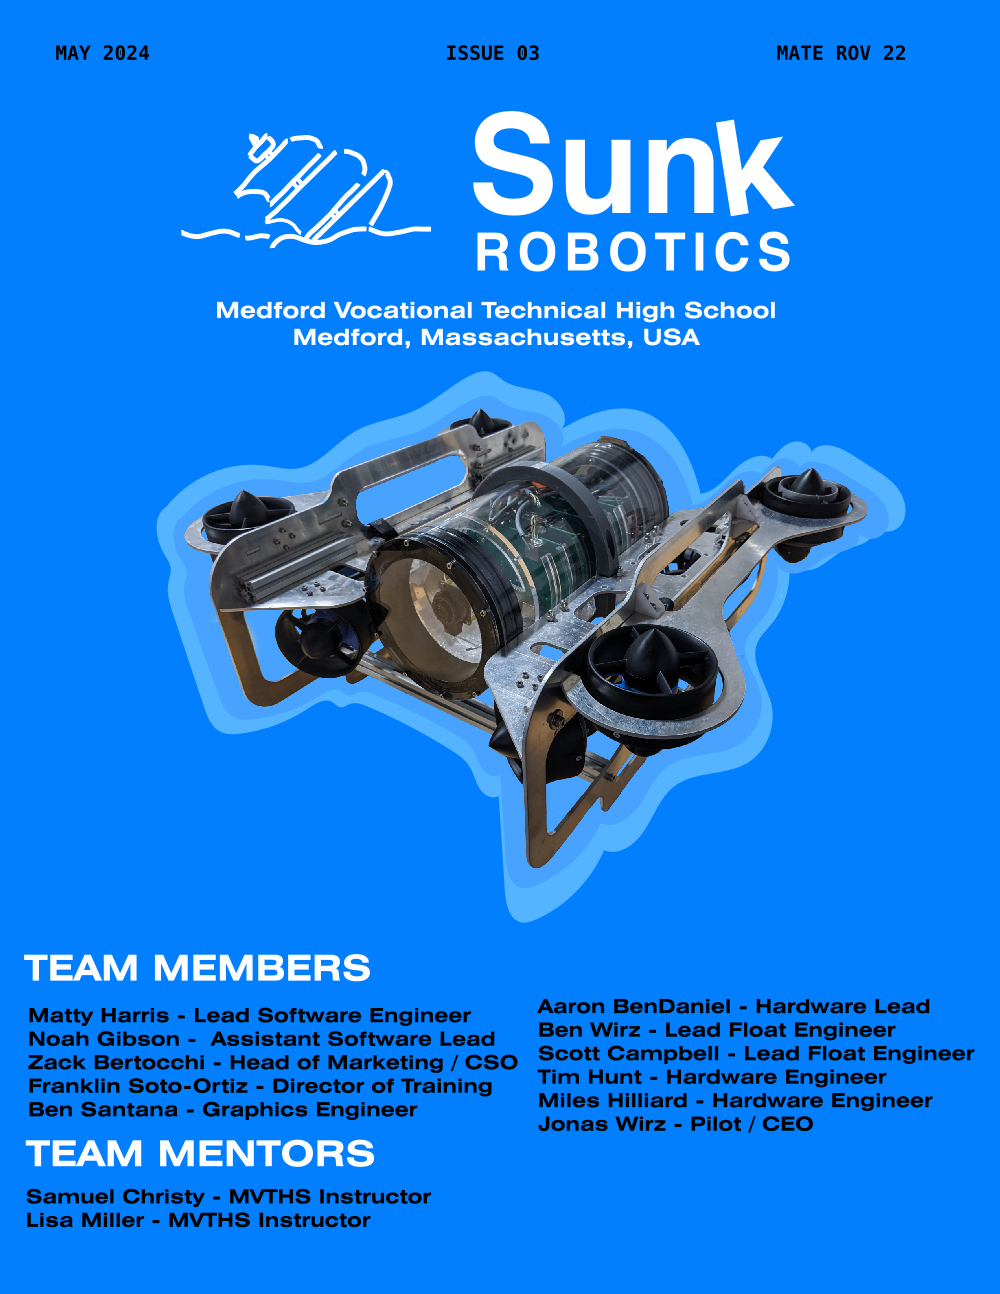 MAY 2024
ISSUE 03
MATE ROV 22
Sunk
ROBOTICS
Medford Vocational Technical High School
Medford, Massachusetts, USA
TEAM MEMBERS
Matty Harris - Lead Software Engineer
Noah Gibson -  Assistant Software Lead
Zack Bertocchi - Head of Marketing / CSO
Franklin Soto-Ortiz - Director of Training
Ben Santana - Graphics Engineer
Aaron BenDaniel - Hardware Lead
Ben Wirz - Lead Float Engineer
Scott Campbell - Lead Float Engineer
Tim Hunt - Hardware Engineer
Miles Hilliard - Hardware Engineer
Jonas Wirz - Pilot / CEO
TEAM MENTORS
Samuel Christy - MVTHS Instructor
Lisa Miller - MVTHS Instructor